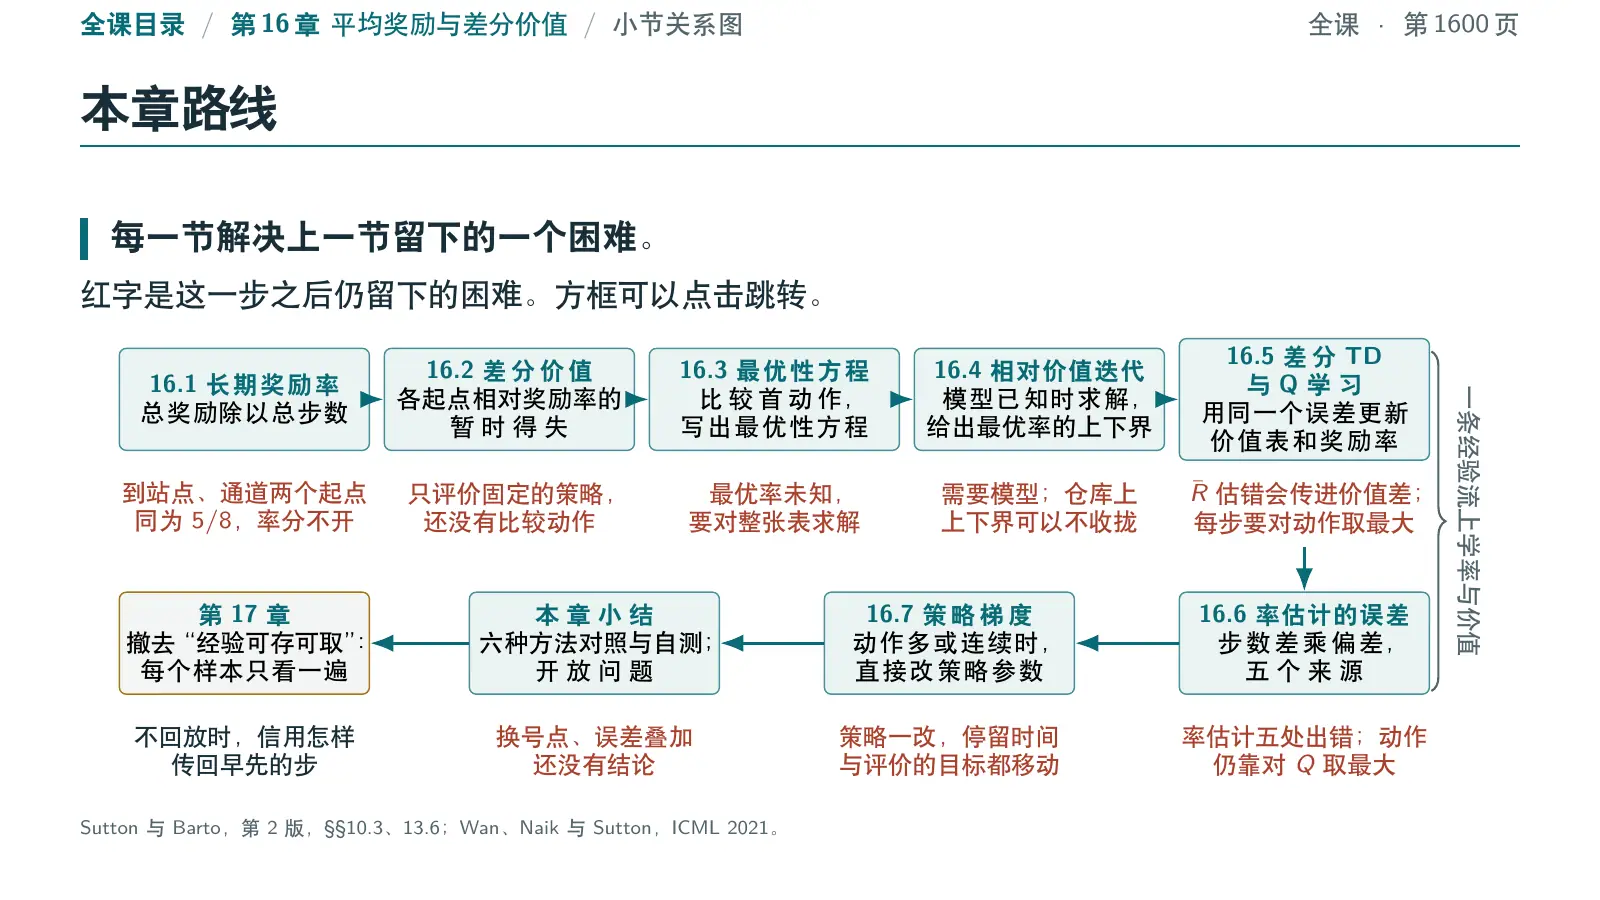 全课目录 / 第 16 章 平均奖励与差分价值 / 小节关系图
全课 · 第 1600 页
本章路线
每一节解决上一节留下的一个困难。
红字是这一步之后仍留下的困难。方框可以点击跳转。
16.1 长期奖励率
总奖励除以总步数
16.2 差分价值
各起点相对奖励率的
暂时得失
16.3 最优性方程
比较首动作，
写出最优性方程
16.4 相对价值迭代
模型已知时求解，
给出最优率的上下界
16.5 差分 TD
与 Q 学习
用同一个误差更新
价值表和奖励率
一条经验流上学率与价值
到站点、通道两个起点
同为 5/8，率分不开
只评价固定的策略，
还没有比较动作
最优率未知，
要对整张表求解
需要模型；仓库上
上下界可以不收拢
R̄ 估错会传进价值差；
每步要对动作取最大
第 17 章
撤去“经验可存可取”：
每个样本只看一遍
本章小结
六种方法对照与自测；
开放问题
16.7 策略梯度
动作多或连续时，
直接改策略参数
16.6 率估计的误差
步数差乘偏差，
五个来源
不回放时，信用怎样
传回早先的步
换号点、误差叠加
还没有结论
策略一改，停留时间
与评价的目标都移动
率估计五处出错；动作
仍靠对 Q 取最大
Sutton 与 Barto，第 2 版，§§10.3、13.6；Wan、Naik 与 Sutton，ICML 2021。